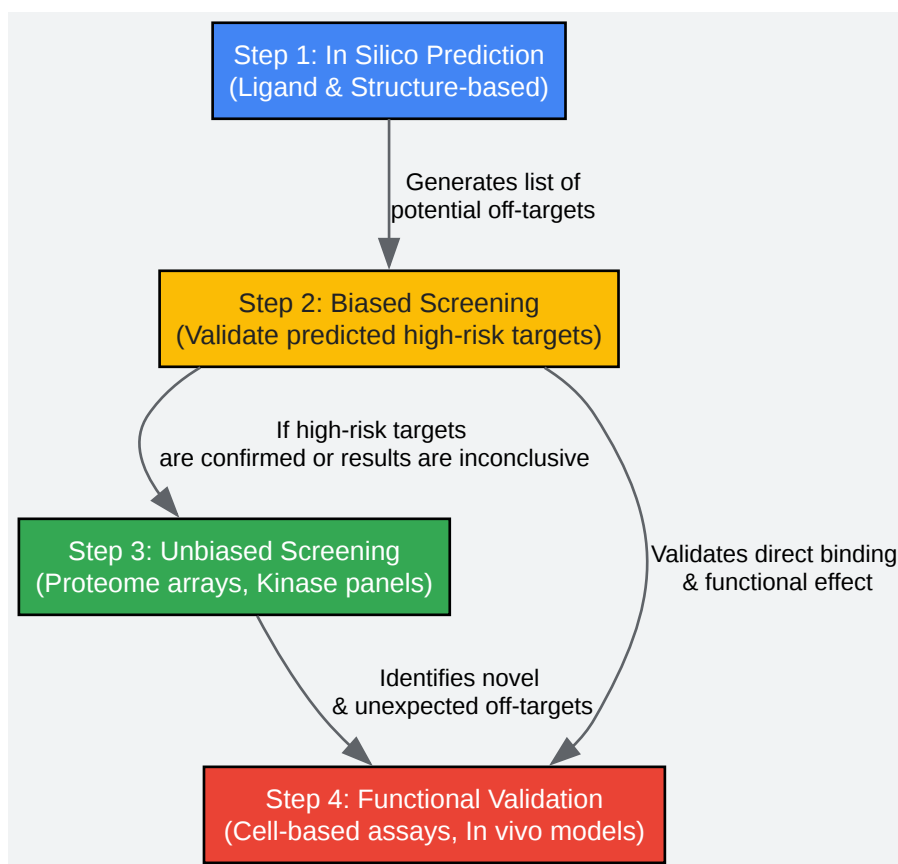 Step 1: In Silico Prediction
(Ligand & Structure-based)
Generates list of
potential off-targets
Step 2: Biased Screening
(Validate predicted high-risk targets)
If high-risk targets
are confirmed or results are inconclusive
Step 3: Unbiased Screening
(Proteome arrays, Kinase panels)
Validates direct binding
& functional effect
Identifies novel
& unexpected off-targets
Step 4: Functional Validation
(Cell-based assays, In vivo models)